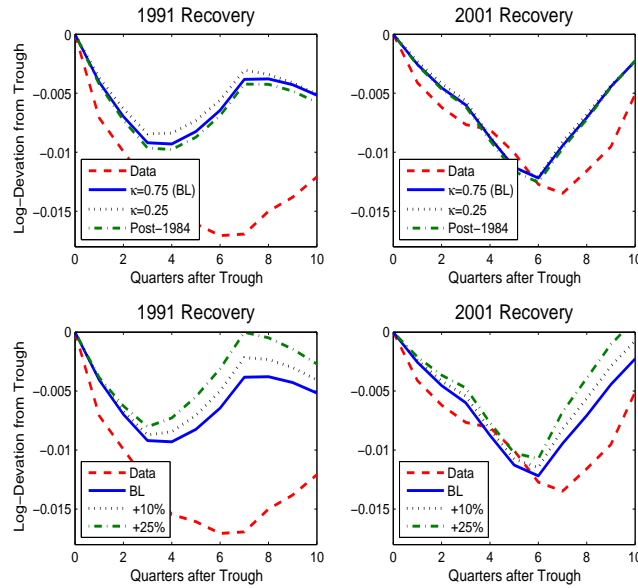 1991 Recovery
0
−0.005
−0.01
−0.015
Log−Devation from Trough
Data
κ=0.75 (BL)
κ=0.25
Post−1984
0 2 4 6 8 10
Quarters after Trough
2001 Recovery
0
−0.005
−0.01
−0.015
Data
κ=0.75 (BL)
κ=0.25
Post−1984
0 2 4 6 8 10
Quarters after Trough
1991 Recovery
0
−0.005
−0.01
−0.015
Log−Devation from Trough
Data
BL
+10%
+25%
0 2 4 6 8 10
Quarters after Trough
2001 Recovery
0
−0.005
−0.01
−0.015
Data
BL
+10%
+25%
0 2 4 6 8 10
Quarters after Trough